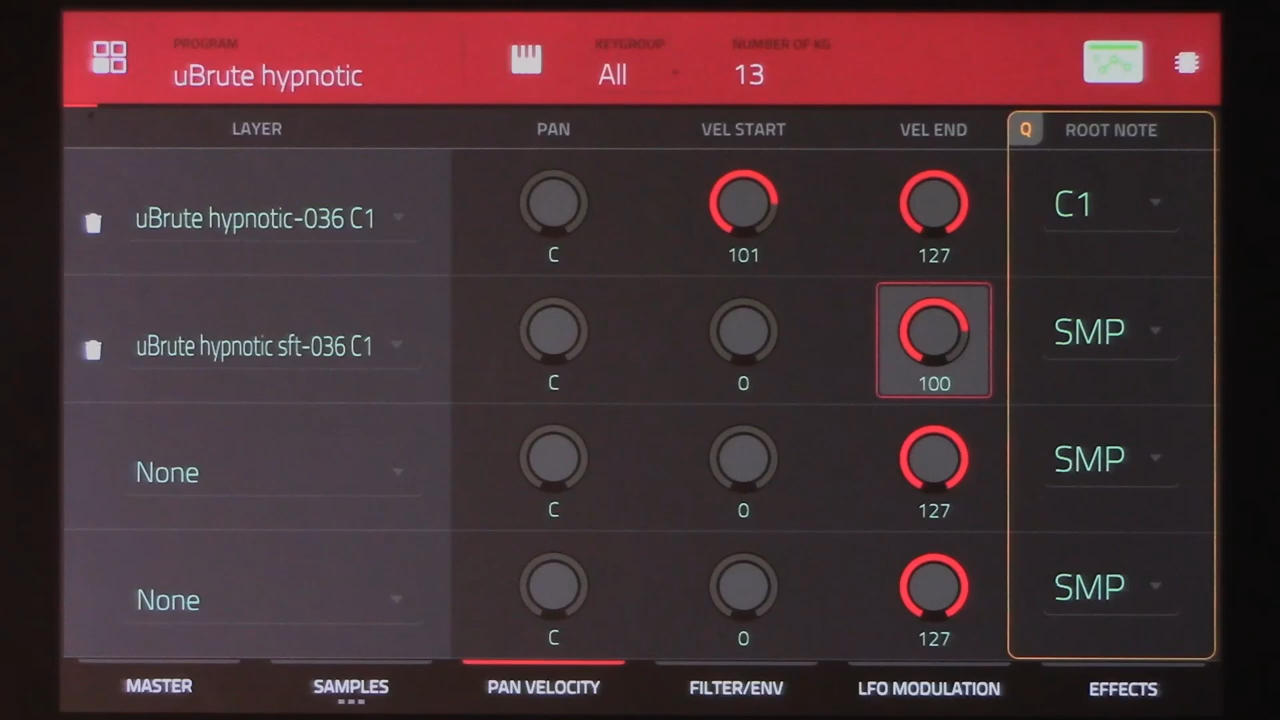 PROGRAM KEYGROUP NUMBER OF KG
uBrute hypnotic All 13
LAYER PAN VEL START VEL END Q ROOT NOTE
uBrute hypnotic-036 C1 C 101 127 C1
uBrute hypnotic sft-036 C1 C 0 100 SMP
None C 0 127 SMP
None C 0 127 SMP
MASTER SAMPLES PAN VELOCITY FILTER/ENV LFO MODULATION EFFECTS